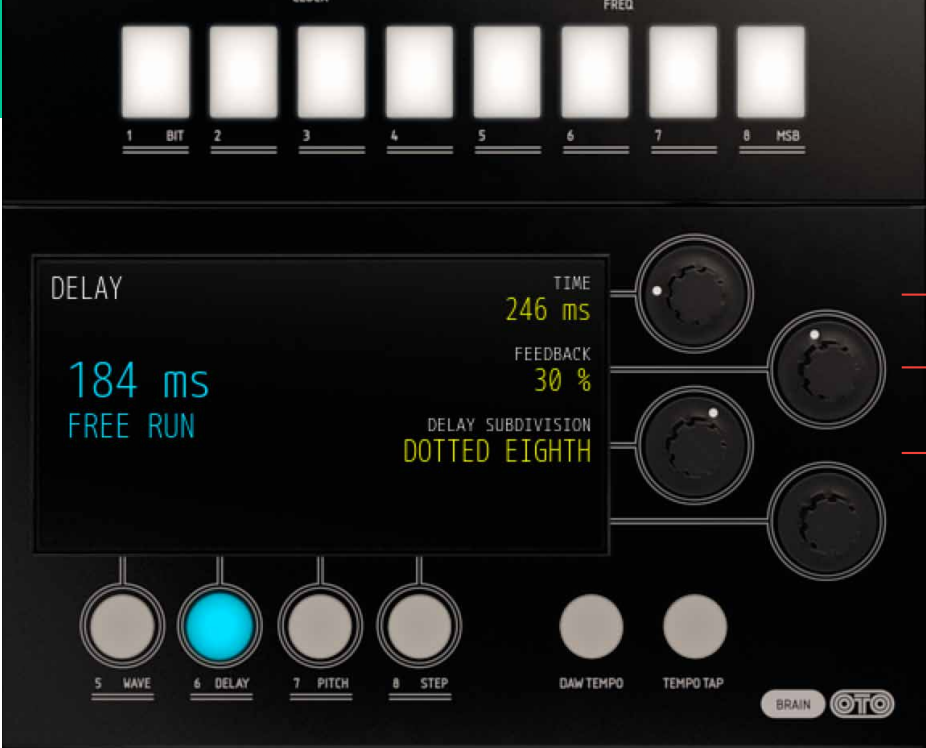 FREQ
1 BIT 2 3 4 5 6 7 8 MSB
DELAY
TIME
246 ms
184 ms
FREE RUN
FEEDBACK
30 %
DELAY SUBDIVISION
DOTTED EIGHTH
5 WAVE 6 DELAY 7 PITCH 8 STEP
DAW TEMPO TEMPO TAP
BRAIN OTO